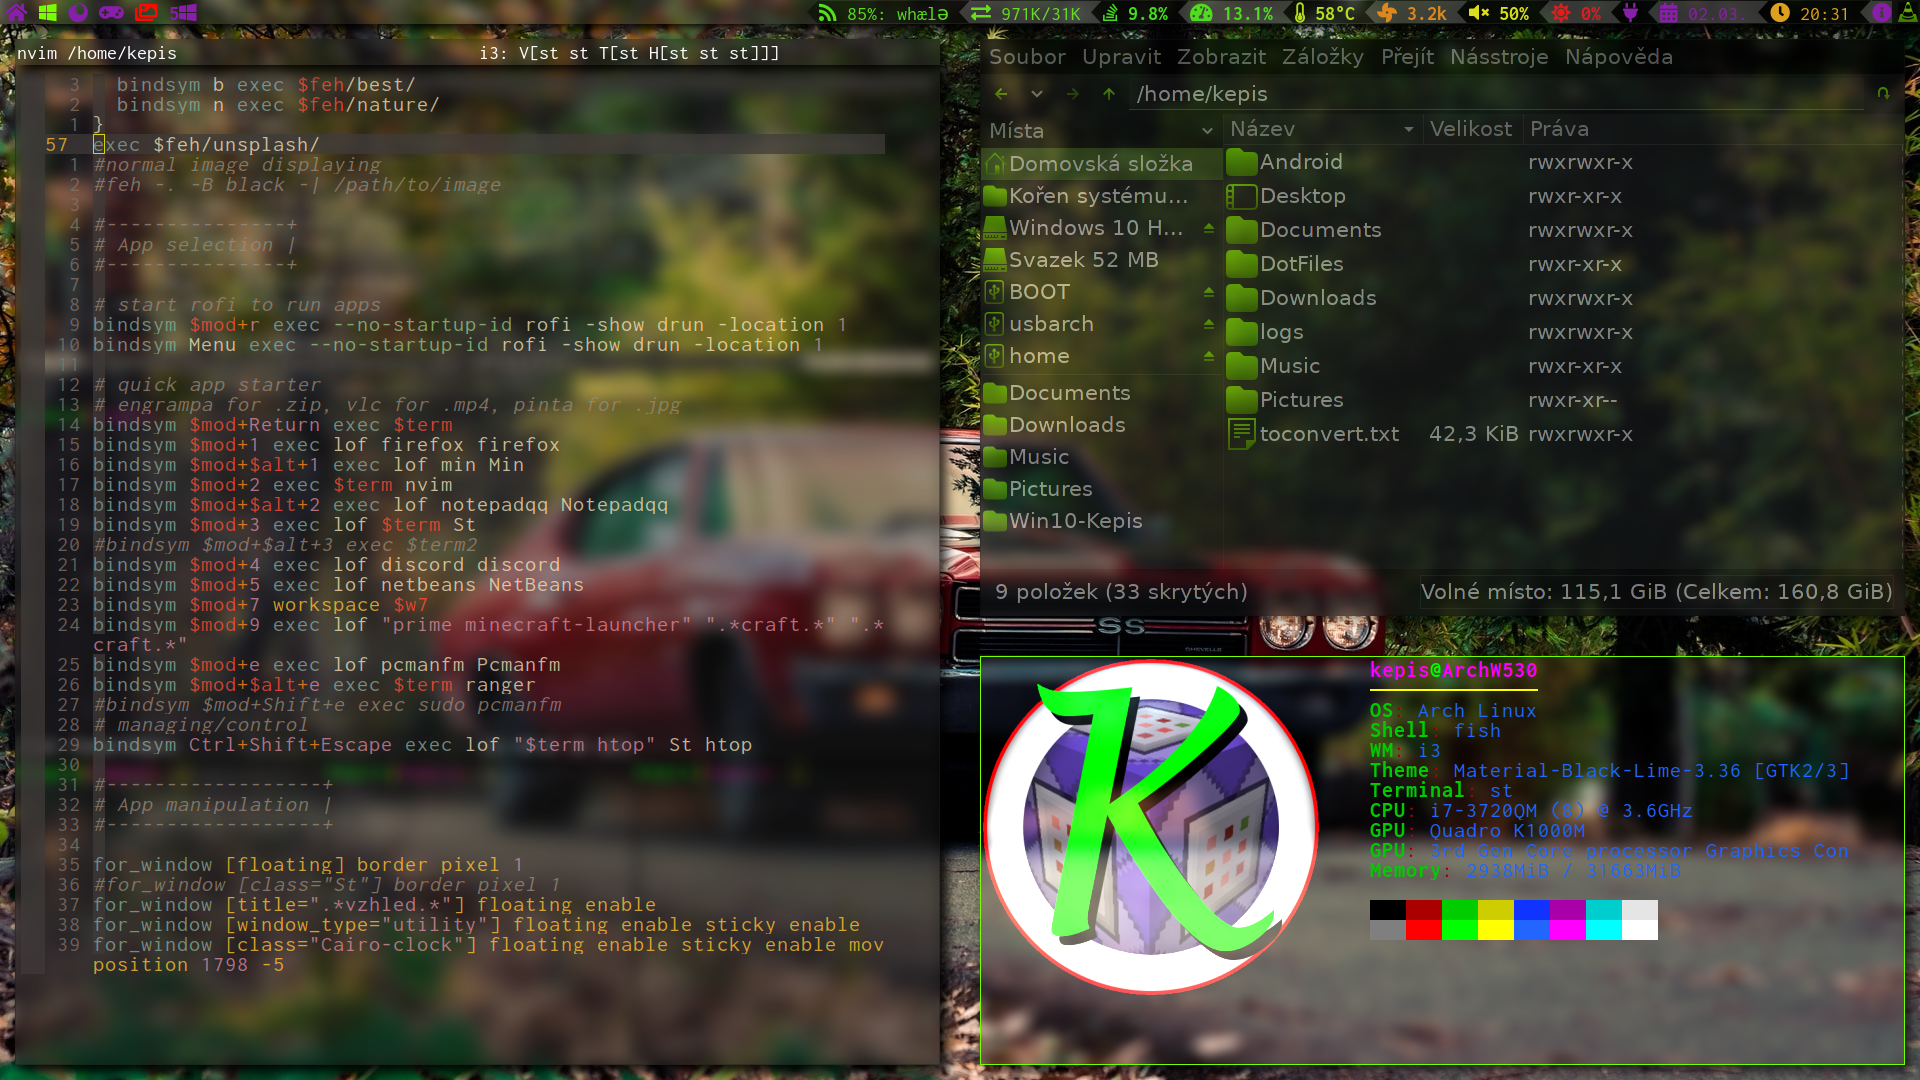 5
85%: whælə
971K/31K
9.8%
13.1%
58°C
3.2k
50%
0%
02.03.
20:31
nvim /home/kepis
i3: V[st st T[st H[st st st]]]
3 bindsym b exec $feh/best/
2 bindsym n exec $feh/nature/
1 }
57 exec $feh/unsplash/
1 #normal image displaying
2 #feh -. -B black -| /path/to/image
3
4 #---------------+
5 # App selection |
6 #---------------+
7
8 # start rofi to run apps
9 bindsym $mod+r exec --no-startup-id rofi -show drun -location 1
10 bindsym Menu exec --no-startup-id rofi -show drun -location 1
11
12 # quick app starter
13 # engrampa for .zip, vlc for .mp4, pinta for .jpg
14 bindsym $mod+Return exec $term
15 bindsym $mod+1 exec lof firefox firefox
16 bindsym $mod+$alt+1 exec lof min Min
17 bindsym $mod+2 exec $term nvim
18 bindsym $mod+$alt+2 exec lof notepadqq Notepadqq
19 bindsym $mod+3 exec lof $term St
20 #bindsym $mod+$alt+3 exec $term2
21 bindsym $mod+4 exec lof discord discord
22 bindsym $mod+5 exec lof netbeans NetBeans
23 bindsym $mod+7 workspace $w7
24 bindsym $mod+9 exec lof "prime minecraft-launcher" ".*craft.*" ".*
craft.*"
25 bindsym $mod+e exec lof pcmanfm Pcmanfm
26 bindsym $mod+$alt+e exec $term ranger
27 #bindsym $mod+Shift+e exec sudo pcmanfm
28 # managing/control
29 bindsym Ctrl+Shift+Escape exec lof "$term htop" St htop
30
31 #-----------------+
32 # App manipulation |
33 #------------------+
34
35 for_window [floating] border pixel 1
36 #for_window [class="St"] border pixel 1
37 for_window [title=".*vzhled.*"] floating enable
38 for_window [window_type="utility"] floating enable sticky enable
39 for_window [class="Cairo-clock"] floating enable sticky enable mov
position 1798 -5
Soubor Upravit Zobrazit Záložky Přejít Násstroje Nápověda
/home/kepis
Místa
Domovská složka
Kořen systému...
Windows 10 H...
Svazek 52 MB
BOOT
usbarch
home
Documents
Downloads
Music
Pictures
Win10-Kepis
Název Velikost Práva
Android rwxrwxr-x
Desktop rwxr-xr-x
Documents rwxrwxr-x
DotFiles rwxr-xr-x
Downloads rwxrwxr-x
logs rwxrwxr-x
Music rwxr-xr-x
Pictures rwxr-xr--
toconvert.txt 42,3 KiB rwxrwxr-x
9 položek (33 skrytých)
Volné místo: 115,1 GiB (Celkem: 160,8 GiB)
SS
K
kepis@ArchW530
OS: Arch Linux
Shell: fish
WM: i3
Theme: Material-Black-Lime-3.36 [GTK2/3]
Terminal: st
CPU: i7-3720QM (8) @ 3.6GHz
GPU: Quadro K1000M
GPU: 3rd Gen Core processor Graphics Con
Memory: 2938MiB / 31663MiB